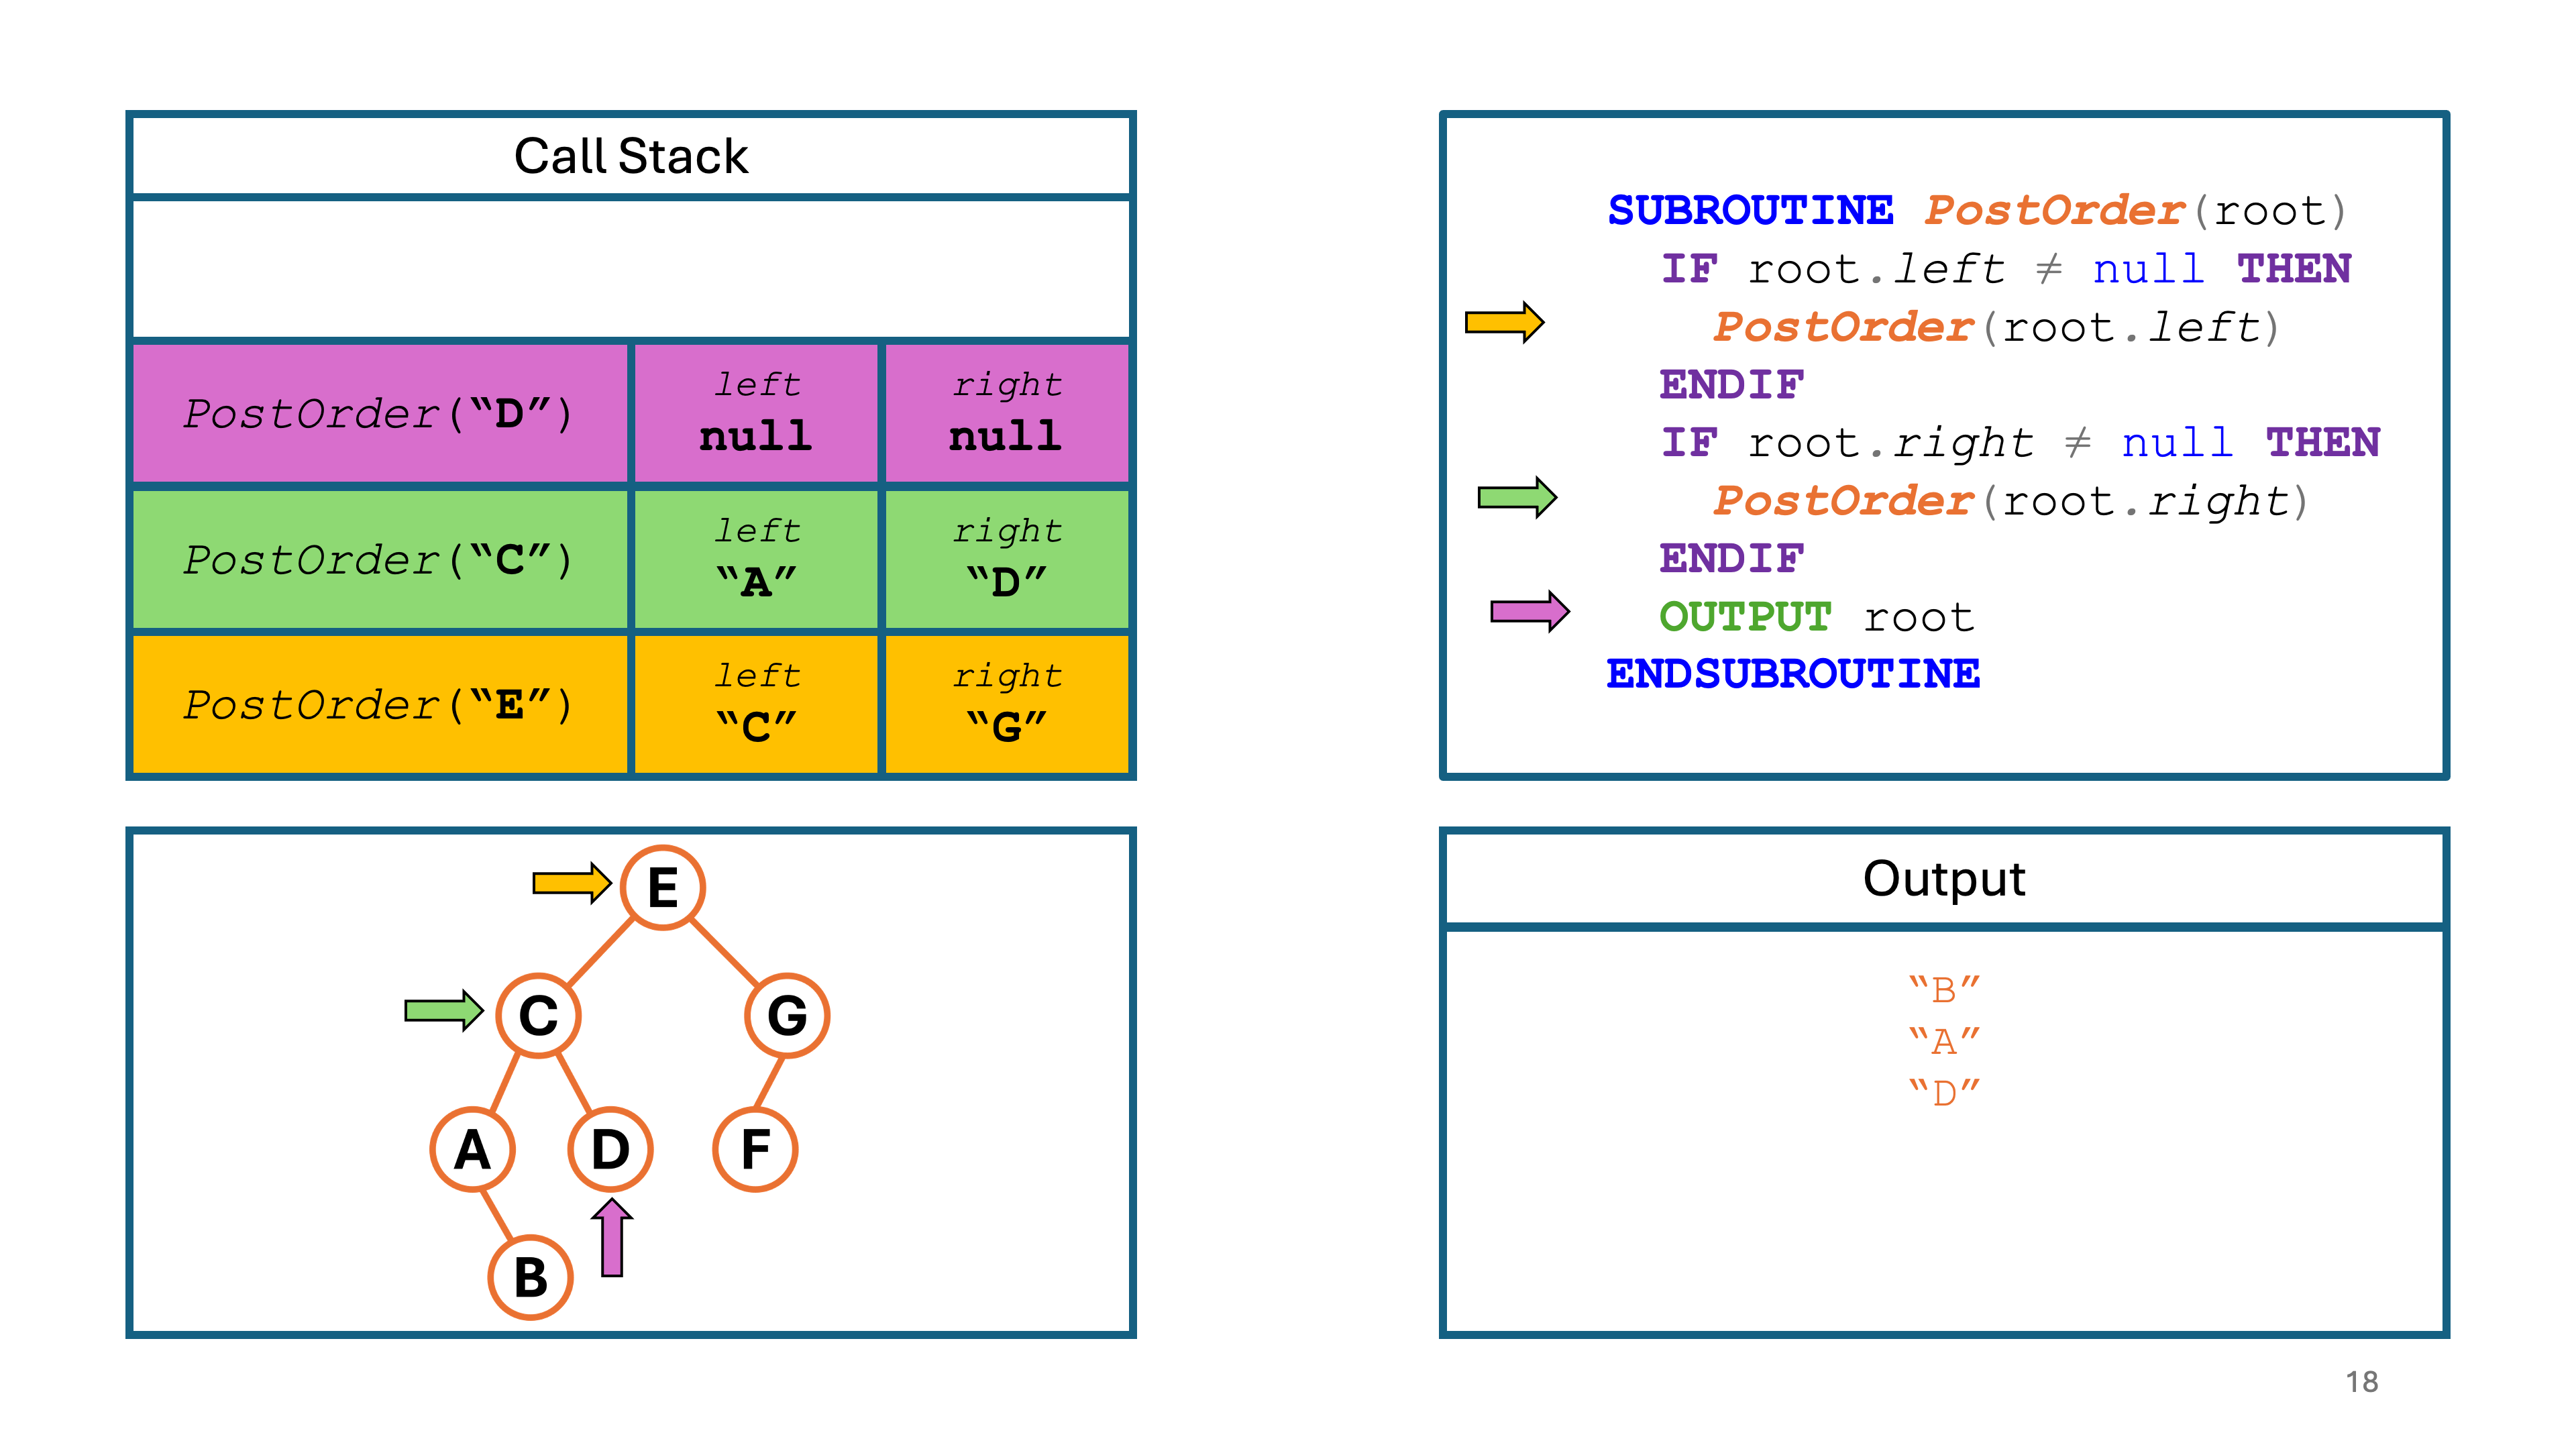 Call Stack
PostOrder(“D”)
left
null
right
null
PostOrder(“C”)
left
“A”
right
“D”
PostOrder(“E”)
left
“C”
right
“G”
SUBROUTINE PostOrder(root)
IF root.left ≠ null THEN
PostOrder(root.left)
ENDIF
IF root.right ≠ null THEN
PostOrder(root.right)
ENDIF
OUTPUT root
ENDSUBROUTINE
E
C
G
A
D
F
B
Output
“B”
“A”
“D”
18